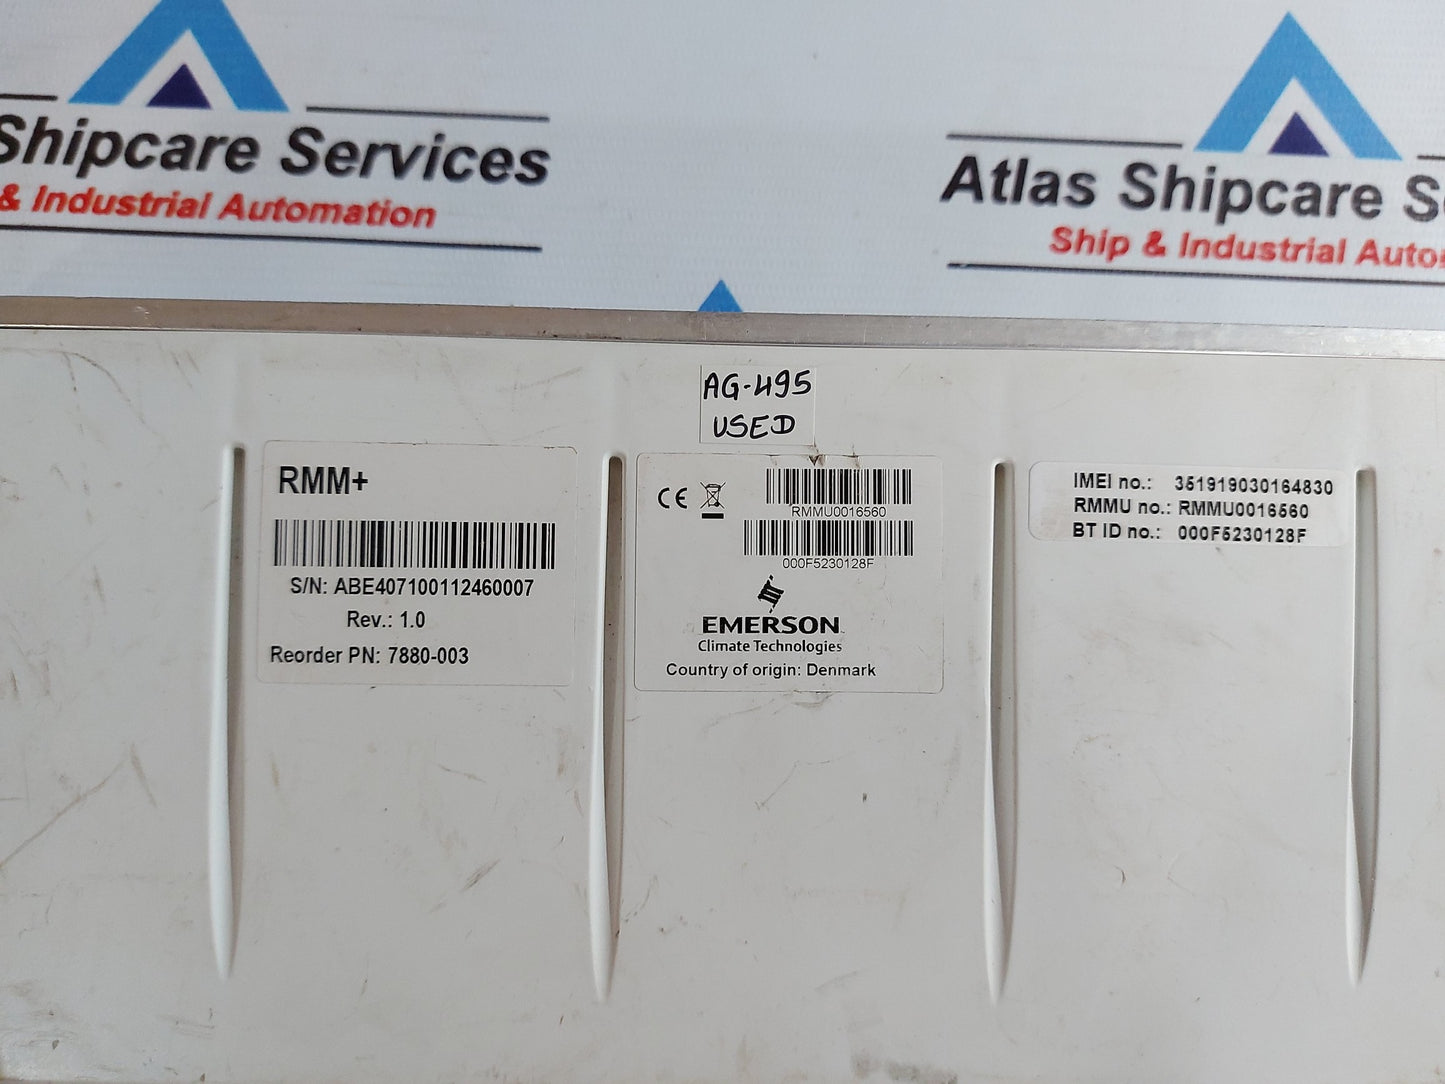 Shipcare Services
& Industrial Automation
Atlas Shipcare
Ship & Industrial
AG-495
USED
RMM+
S/N: ABE407100112460007
Rev.: 1.0
Reorder PN: 7880-003
CE
RMMU0016560
000F5230128F
EMERSON
Climate Technologies
Country of origin: Denmark
IMEI no.: 351919030164830
RMMU no.: RMMU0016560
BT ID no.: 000F5230128F